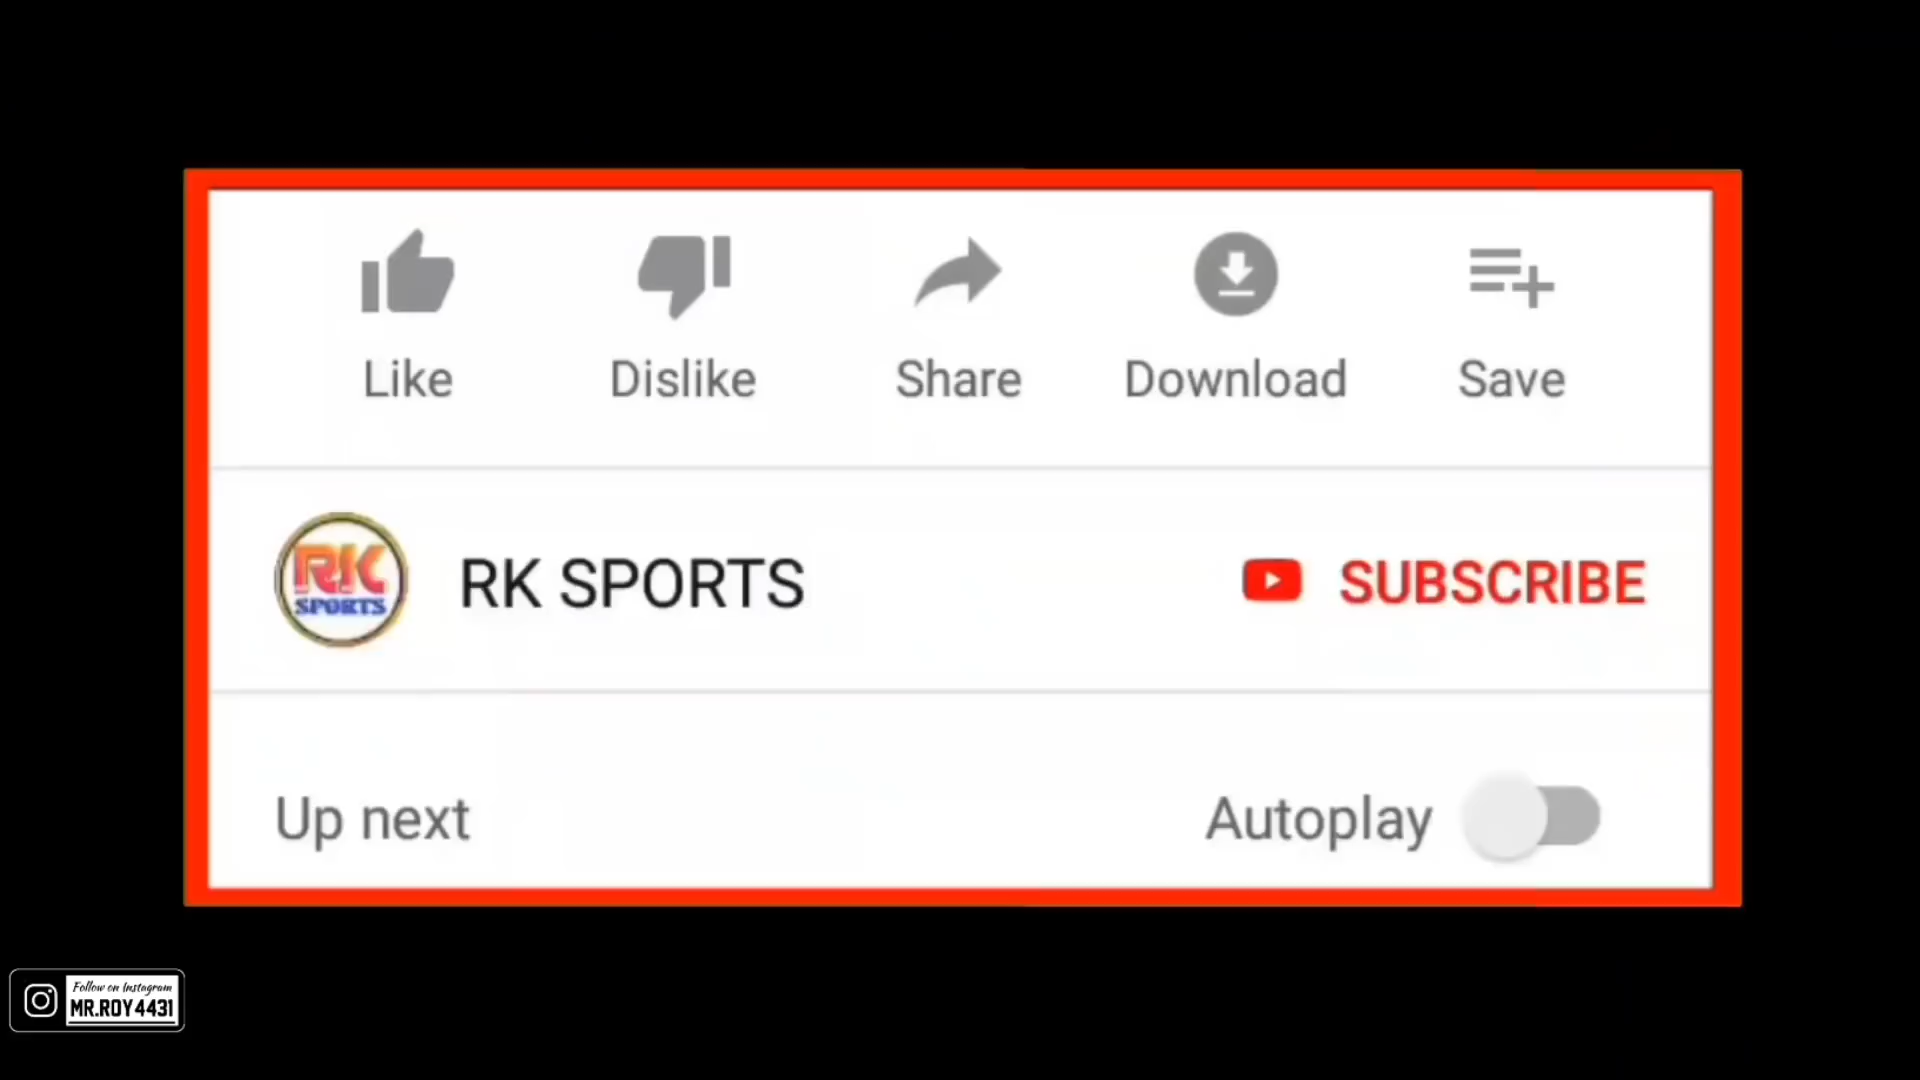 Like Dislike Share Download Save
RK
SPORTS
RK SPORTS
SUBSCRIBE
Up next
Autoplay
Follow on Instagram
MR.ROY4431